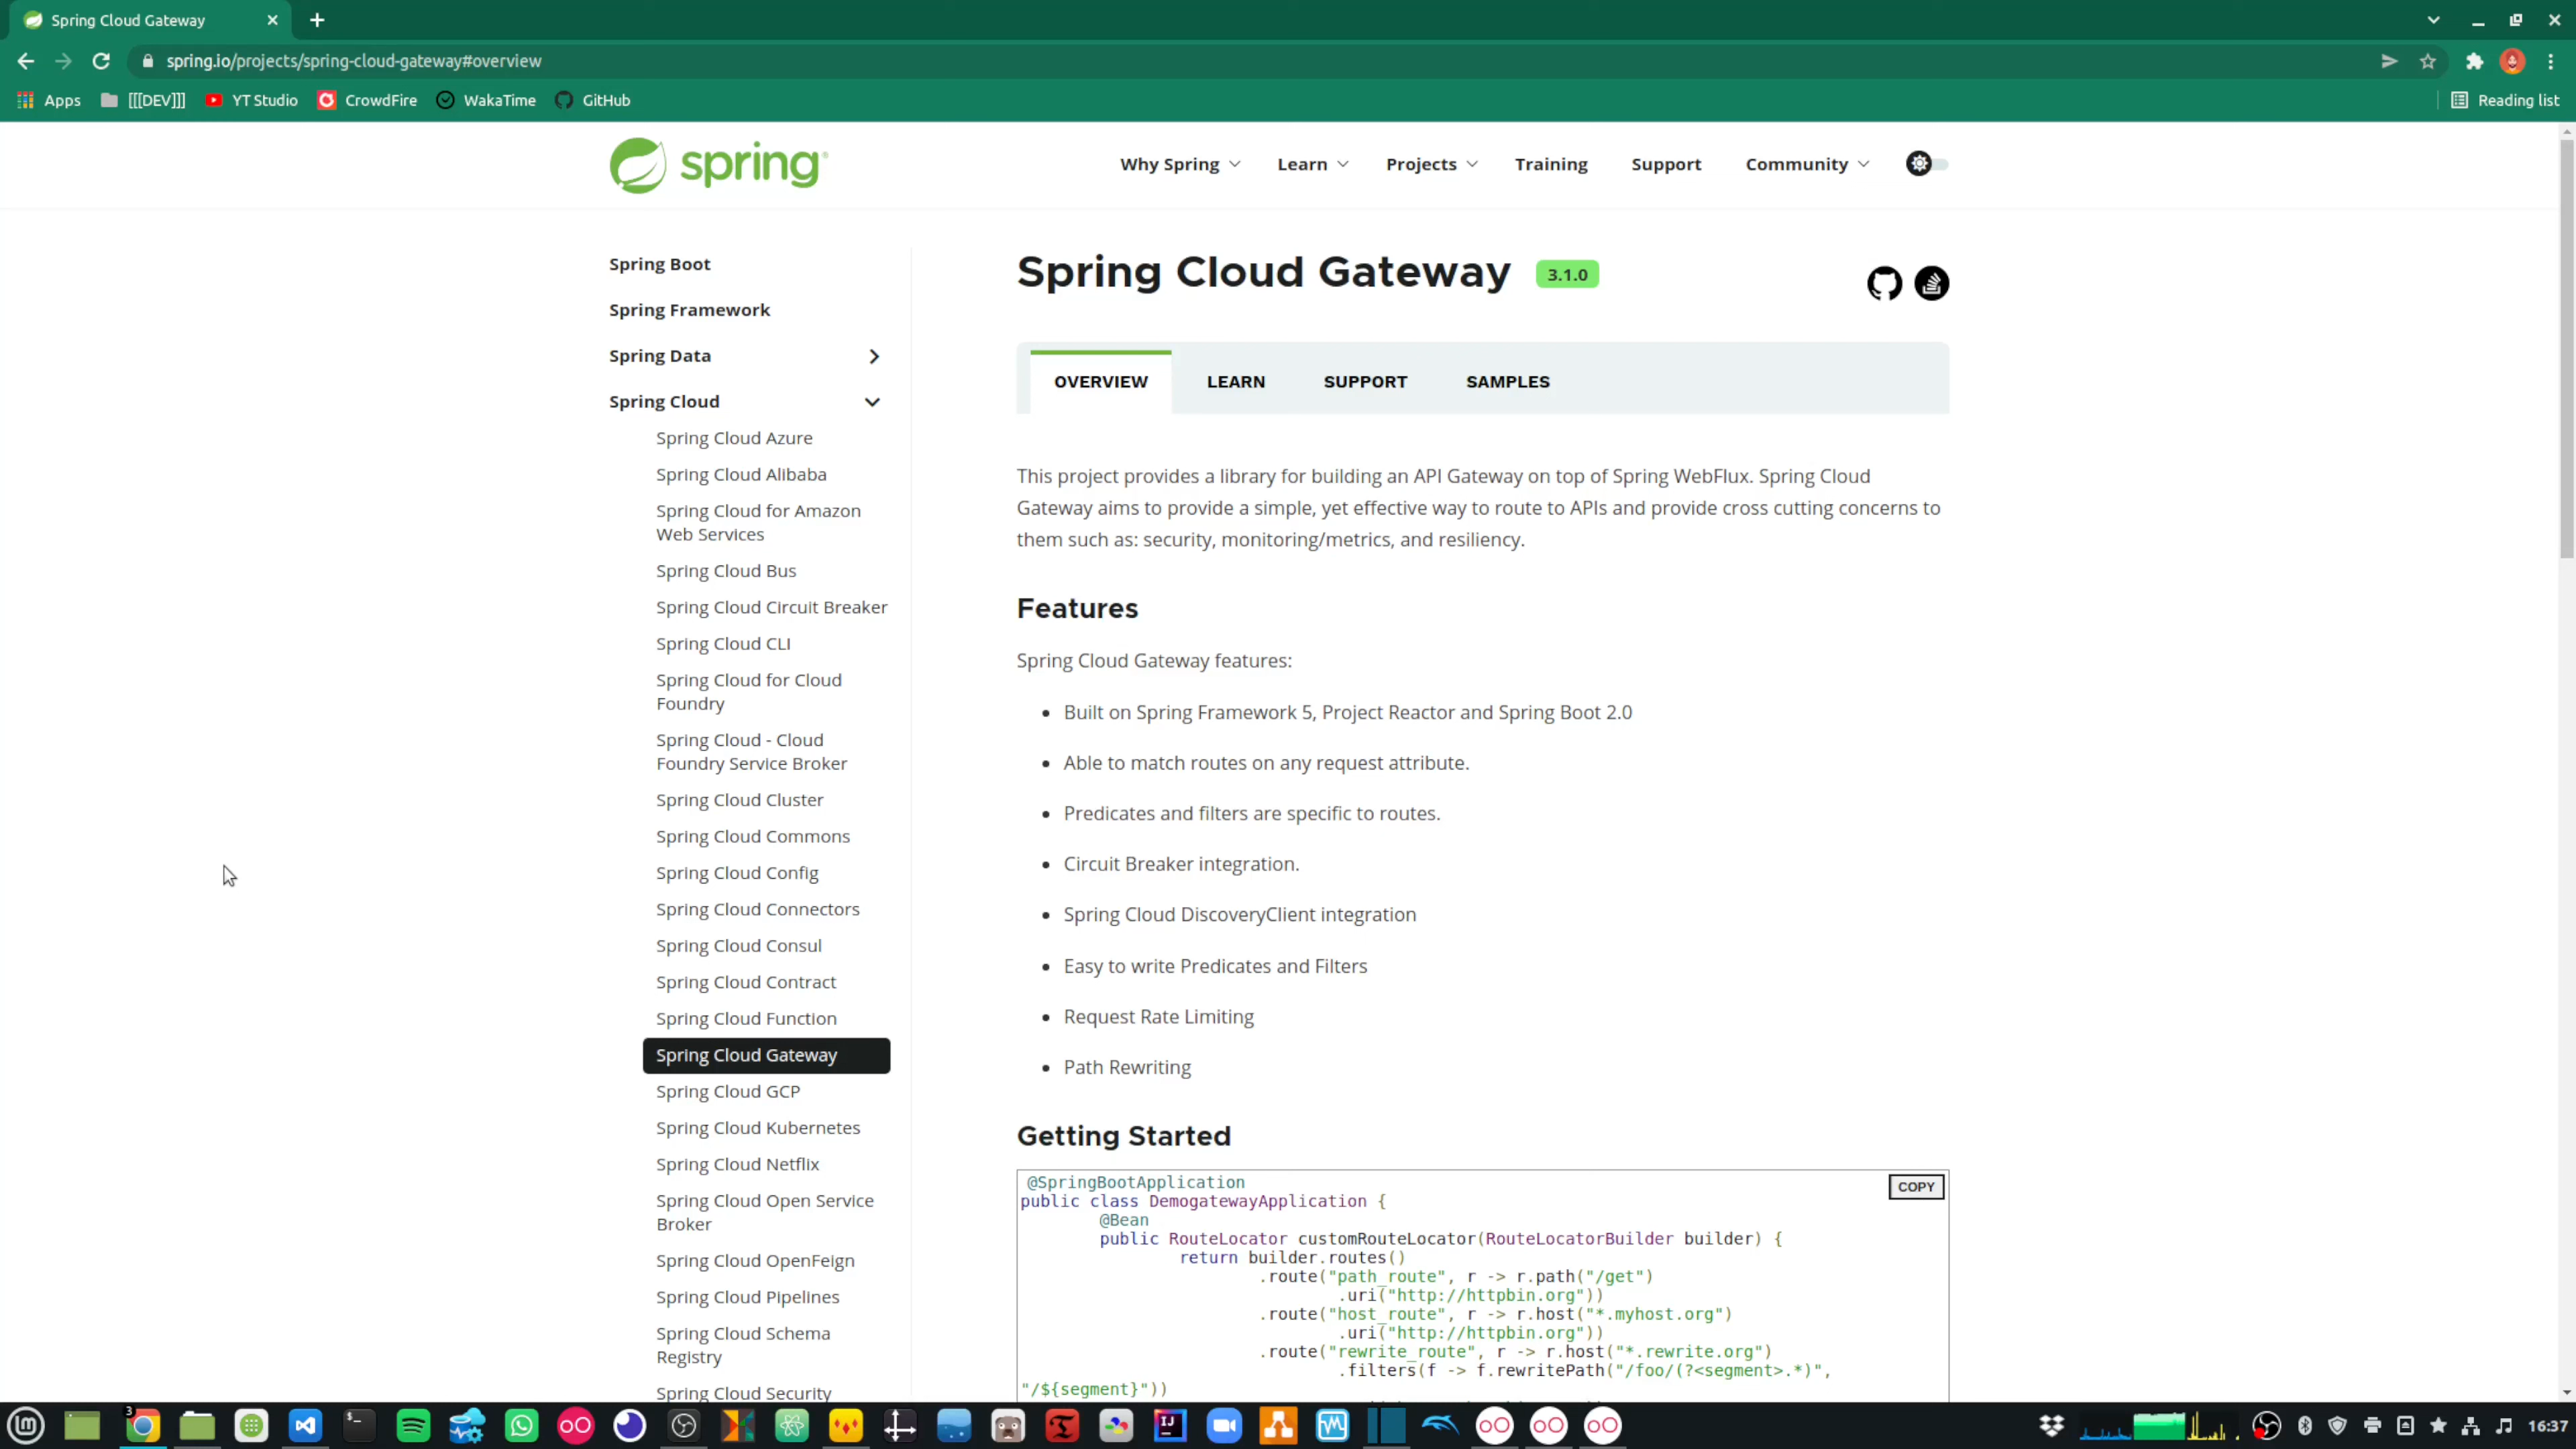 Spring Cloud Gateway
spring.io/projects/spring-cloud-gateway#overview
Apps [[[DEV]]] YT Studio CrowdFire WakaTime GitHub Reading list
spring
Why Spring Learn Projects Training Support Community
Spring Boot
Spring Framework
Spring Data
Spring Cloud
Spring Cloud Azure
Spring Cloud Alibaba
Spring Cloud for Amazon
Web Services
Spring Cloud Bus
Spring Cloud Circuit Breaker
Spring Cloud CLI
Spring Cloud for Cloud
Foundry
Spring Cloud - Cloud
Foundry Service Broker
Spring Cloud Cluster
Spring Cloud Commons
Spring Cloud Config
Spring Cloud Connectors
Spring Cloud Consul
Spring Cloud Contract
Spring Cloud Function
Spring Cloud Gateway
Spring Cloud GCP
Spring Cloud Kubernetes
Spring Cloud Netflix
Spring Cloud Open Service
Broker
Spring Cloud OpenFeign
Spring Cloud Pipelines
Spring Cloud Schema
Registry
Spring Cloud Security
Spring Cloud Gateway 3.1.0
OVERVIEW LEARN SUPPORT SAMPLES
This project provides a library for building an API Gateway on top of Spring WebFlux. Spring Cloud
Gateway aims to provide a simple, yet effective way to route to APIs and provide cross cutting concerns to
them such as: security, monitoring/metrics, and resiliency.
Features
Spring Cloud Gateway features:
• Built on Spring Framework 5, Project Reactor and Spring Boot 2.0
• Able to match routes on any request attribute.
• Predicates and filters are specific to routes.
• Circuit Breaker integration.
• Spring Cloud DiscoveryClient integration
• Easy to write Predicates and Filters
• Request Rate Limiting
• Path Rewriting
Getting Started
COPY
@SpringBootApplication
public class DemogatewayApplication {
@Bean
public RouteLocator customRouteLocator(RouteLocatorBuilder builder) {
return builder.routes()
.route("path_route", r -> r.path("/get")
.uri("http://httpbin.org"))
.route("host_route", r -> r.host("*.myhost.org")
.uri("http://httpbin.org"))
.route("rewrite_route", r -> r.host("*.rewrite.org")
.filters(f -> f.rewritePath("/foo/(?<segment>.*)",
"/${segment}"))
3
16:37